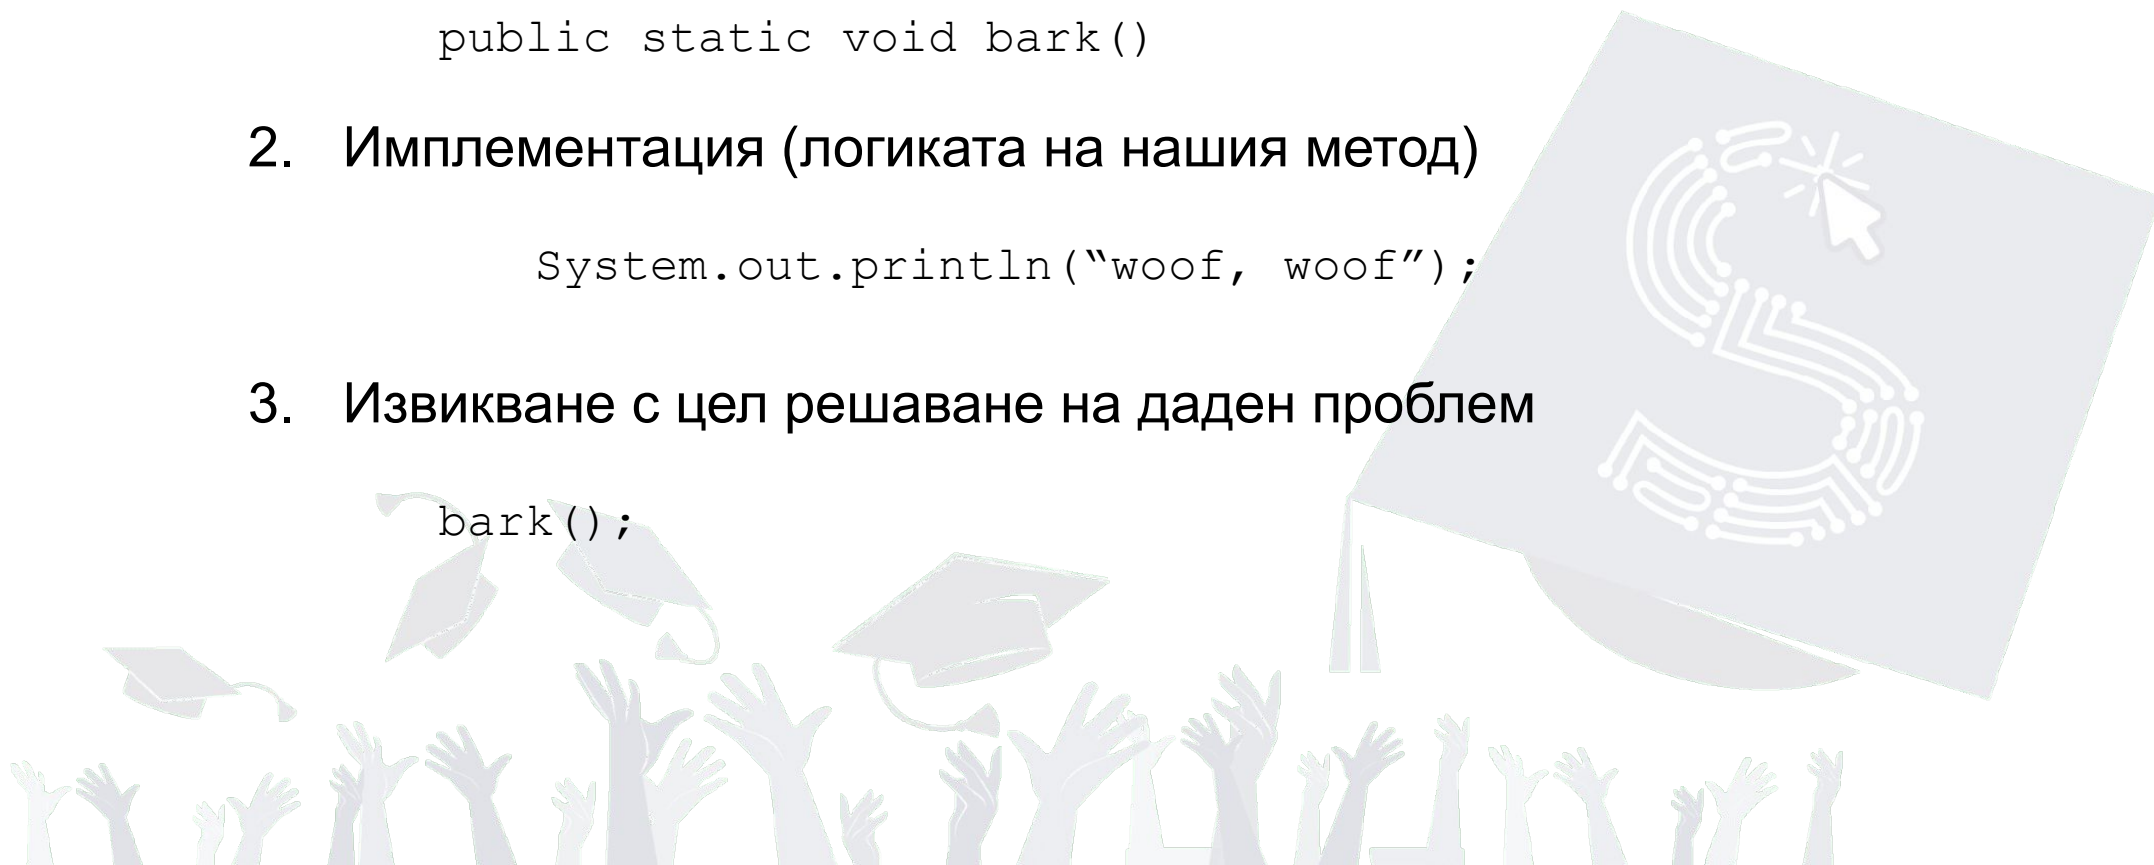 public static void bark()
2. Имплементация (логиката на нашия метод)
System.out.println(“woof, woof”);
3. Извикване с цел решаване на даден проблем
bark();